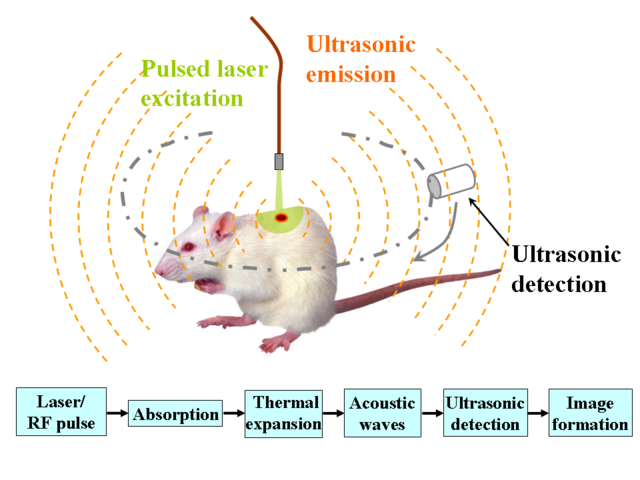 Ultrasonic
emission
Pulsed laser
excitation
Ultrasonic
detection
Laser/
RF pulse
Absorption
Thermal
expansion
Acoustic
waves
Ultrasonic
detection
Image
formation